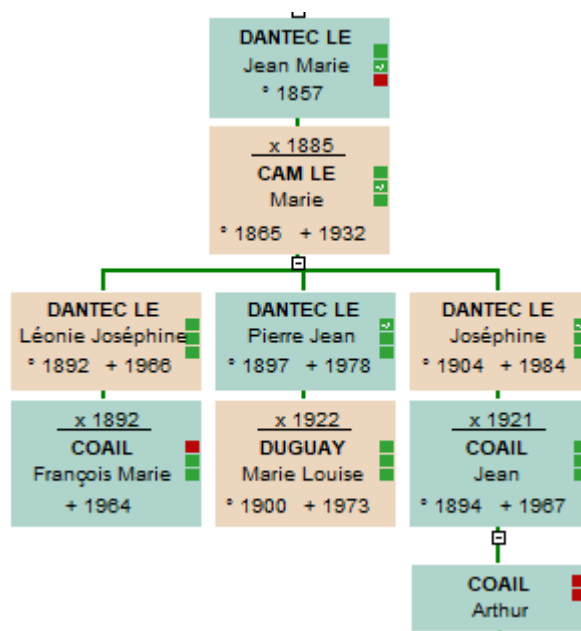 DANTEC LE
Jean Marie
° 1857
x 1885
CAM LE
Marie
° 1865 + 1932
DANTEC LE
Léonie Joséphine
° 1892 + 1966
x 1892
COAIL
François Marie
+ 1964
DANTEC LE
Pierre Jean
° 1897 + 1978
x 1922
DUGUAY
Marie Louise
° 1900 + 1973
DANTEC LE
Joséphine
° 1904 + 1984
x 1921
COAIL
Jean
° 1894 + 1967
COAIL
Arthur